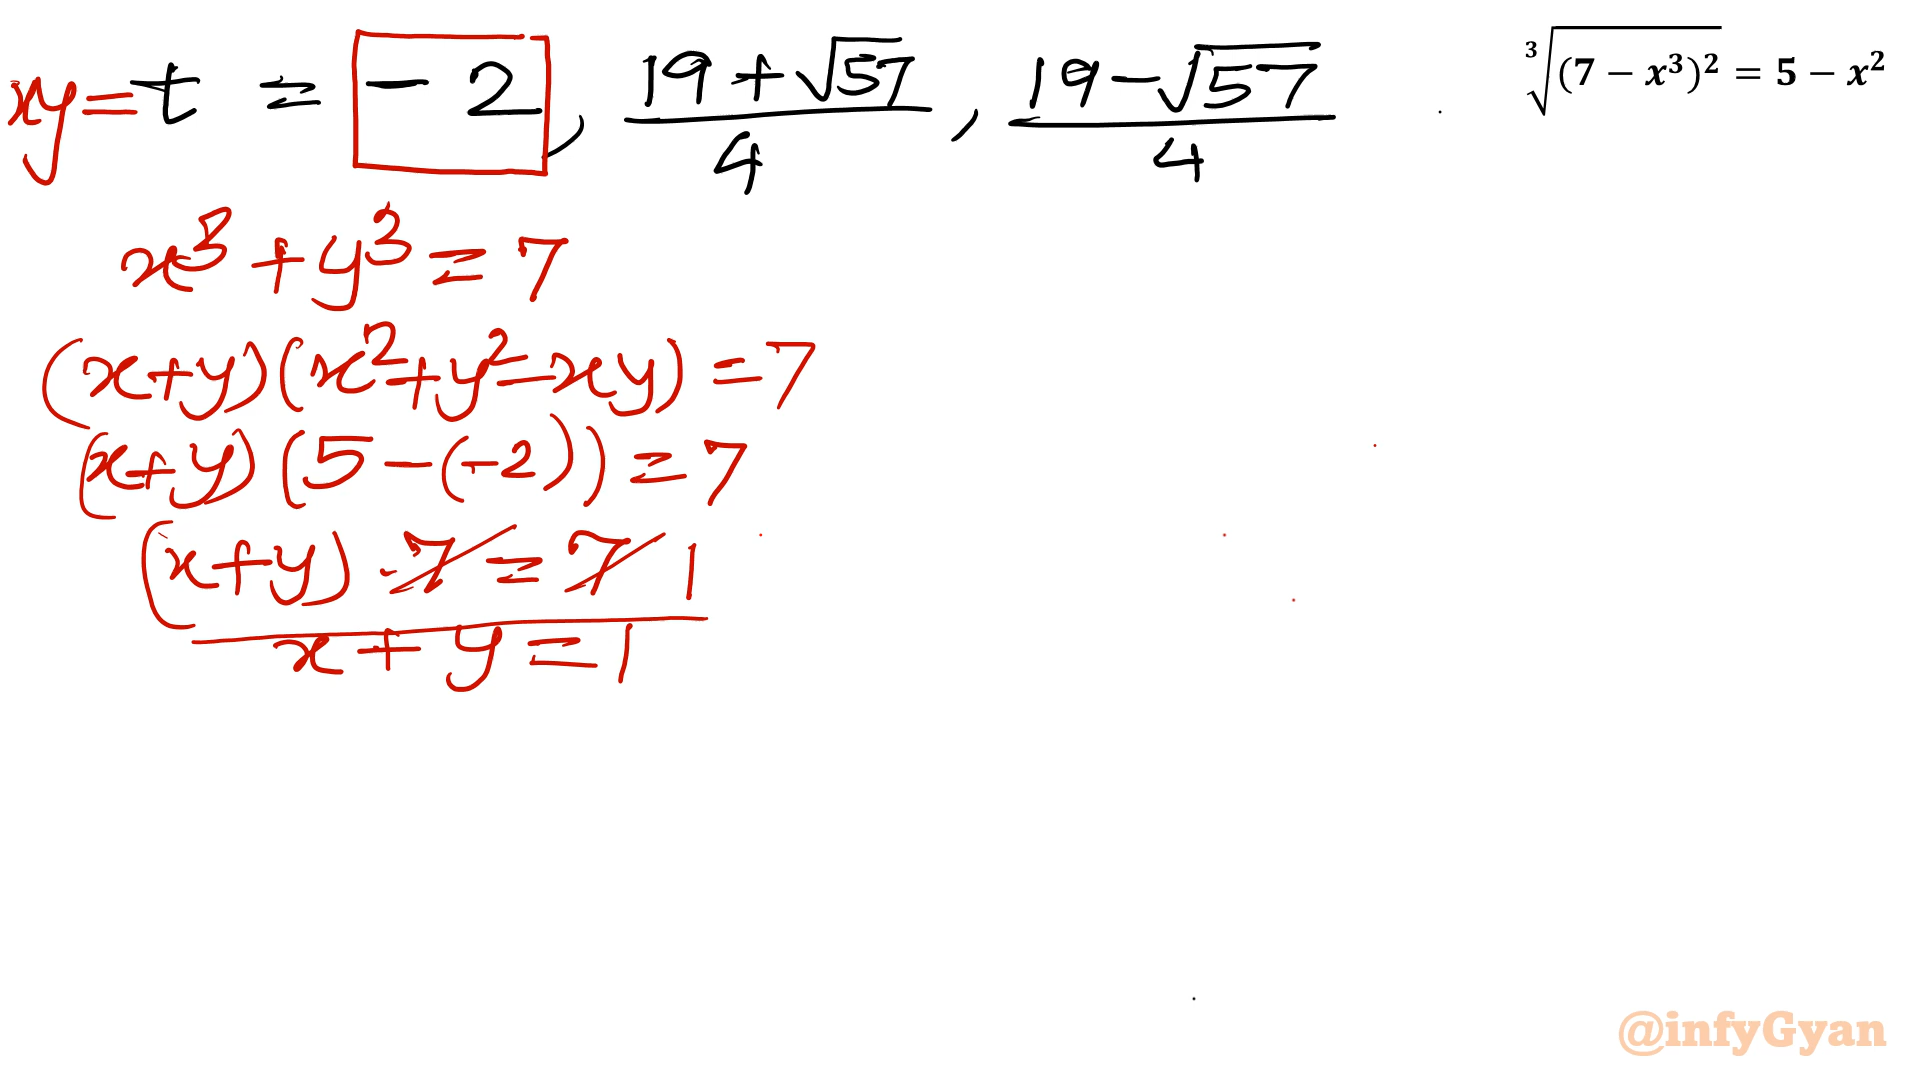 xy = t = -2, (19 + √57)/4, (19 - √57)/4
∛((7 − x³)²) = 5 − x²
x³ + y³ = 7
(x+y)(x²+y²-xy) = 7
(x+y)(5-(-2)) = 7
(x+y) . 7 = 7 1
x + y = 1
@infyGyan